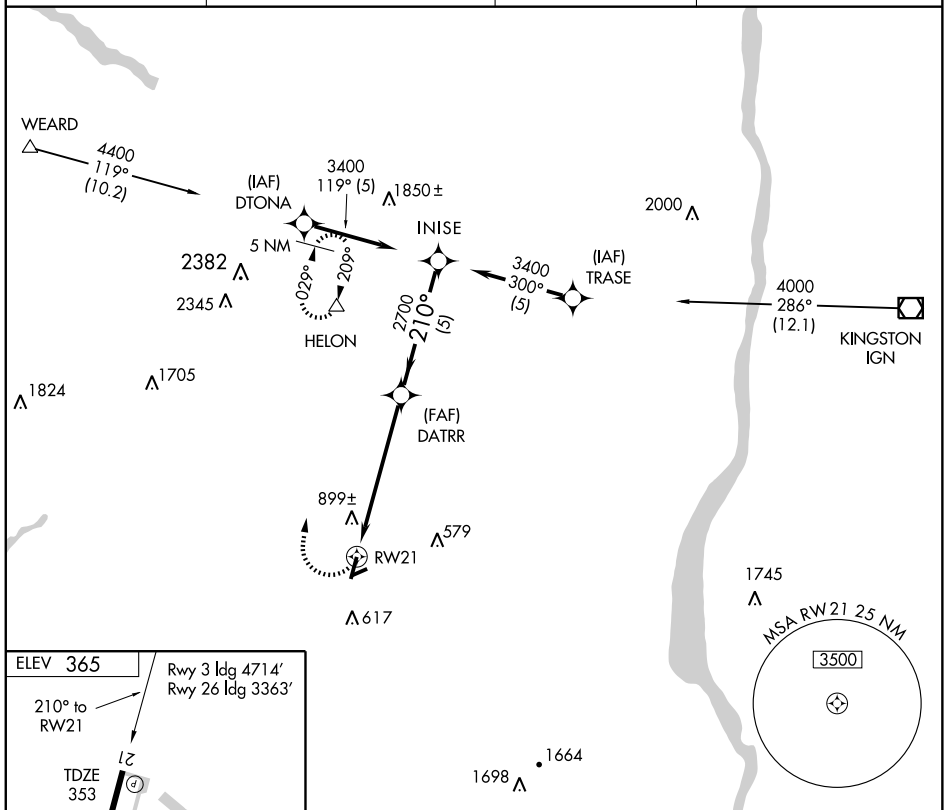 WEARD
4400
119°
(10.2)
(IAF)
DTONA
3400
119° (5)
1850 ±
INISE
2000
(IAF)
TRASE
5 NM
2382
2345
029°
209°
HELON
3400
300°
(5)
4000
286°
(12.1)
KINGSTON
IGN
2700
210°
(5)
1824
1705
(FAF)
DATRR
899±
579
RW21
617
1745
MSA RW 21 25 NM
3500
ELEV 365
Rwy 3 ldg 4714'
Rwy 26 ldg 3363'
210° to
RW21
21
P
TDZE
353
1664
1698